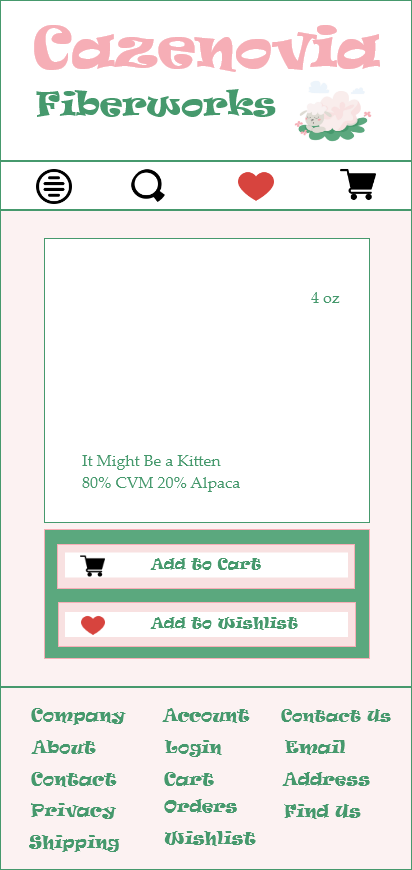 Cazenovia
Fiberworks
4 oz
It Might Be a Kitten
80% CVM 20% Alpaca
Add to Cart
Add to Wishlist
Company
About
Contact
Privacy
Shipping
Account
Login
Cart
Orders
Wishlist
Contact Us
Email
Address
Find Us